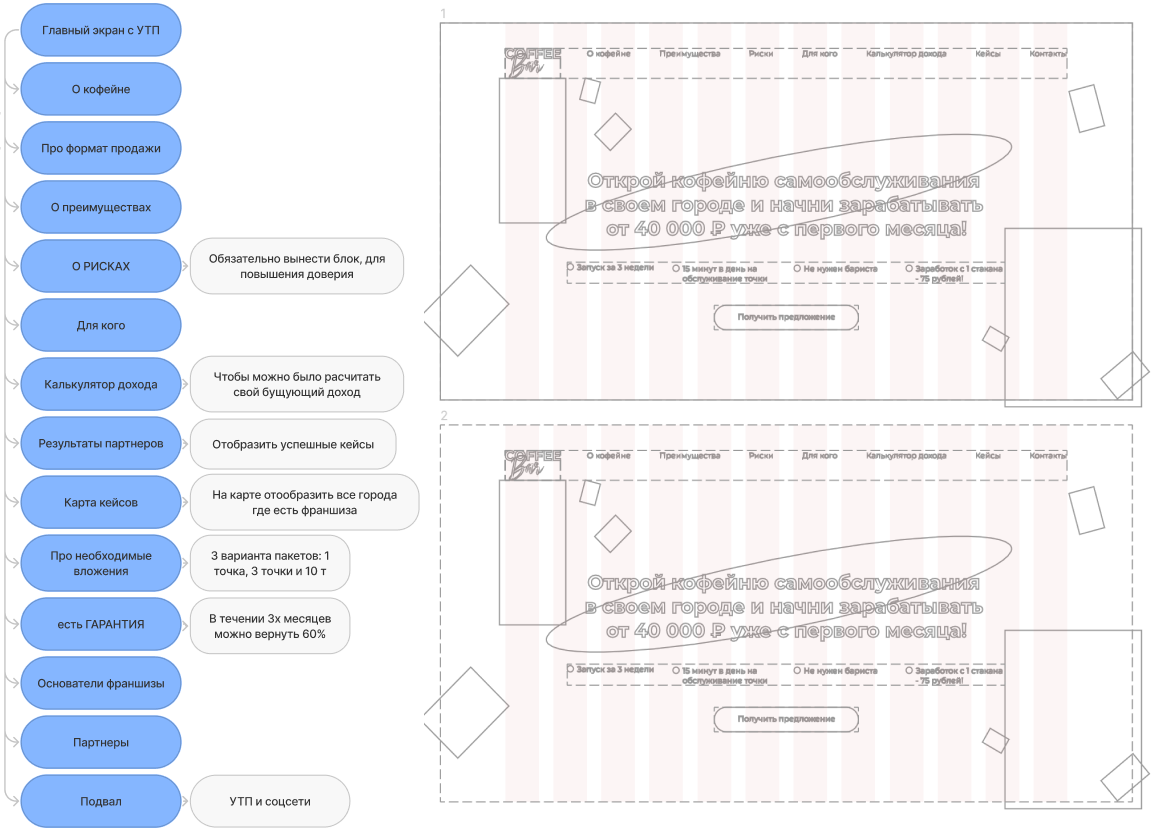 Главный экран с УТП
О кофейне
Про формат продажи
О преимуществах
О РИСКАХ
Обязательно вынести блок, для
повышения доверия
Для кого
Калькулятор дохода
Чтобы можно было расчитать
свой бущующий доход
Результаты партнеров
Отобразить успешные кейсы
Карта кейсов
На карте отообразить все города
где есть франшиза
Про необходимые
вложения
3 варианта пакетов: 1
точка, 3 точки и 10 т
есть ГАРАНТИЯ
В течении 3х месяцев
можно вернуть 60%
Основатели франшизы
Партнеры
Подвал
УТП и соцсети
1
COFFEE
Bar
О кофейне
Преимущества
Риски
Для кого
Калькулятор дохода
Кейсы
Контакты
Открой кофейню самообслуживания
в своем городе и начни зарабатывать
от 40 000 ₽ уже с первого месяца!
Запуск за 3 недели
15 минут в день на
обслуживание точки
Не нужен бариста
Заработок с 1 стакана
- 75 рублей!
Получить предложение
2
COFFEE
Bar
О кофейне
Преимущества
Риски
Для кого
Калькулятор дохода
Кейсы
Контакты
Открой кофейню самообслуживания
в своем городе и начни зарабатывать
от 40 000 ₽ уже с первого месяца!
Запуск за 3 недели
15 минут в день на
обслуживание точки
Не нужен бариста
Заработок с 1 стакана
- 75 рублей!
Получить предложение